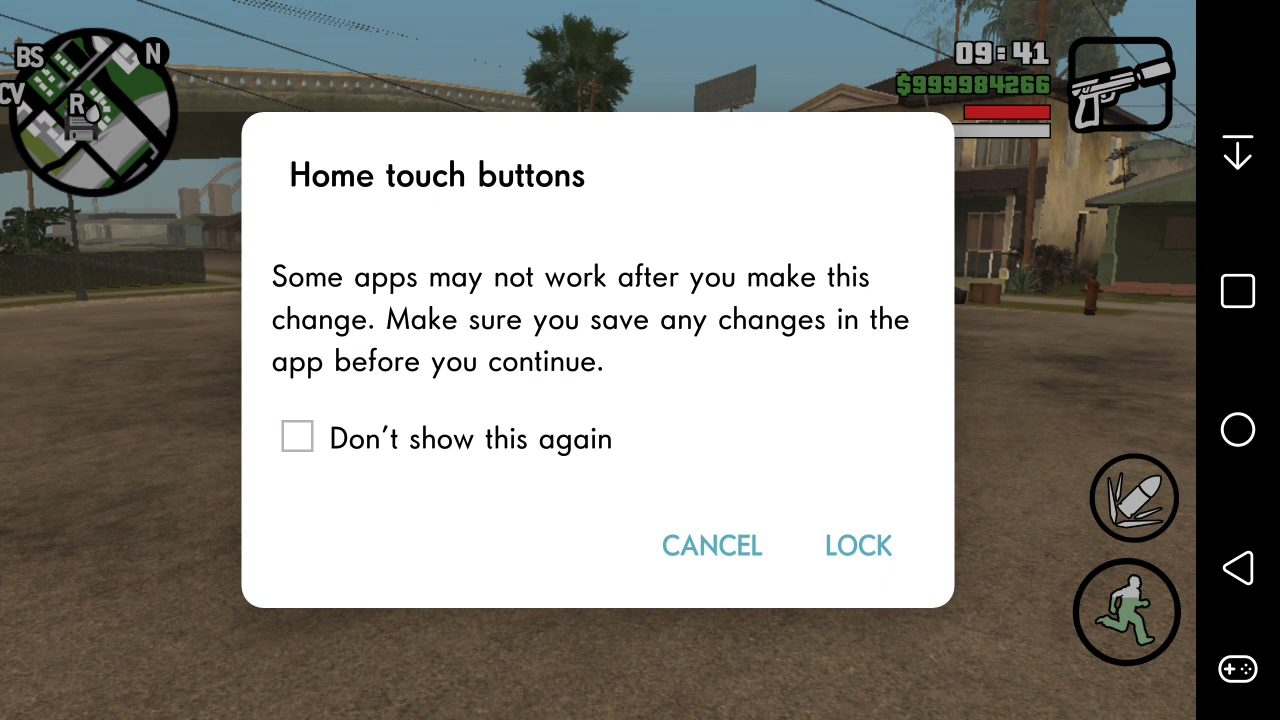 BS
N
CV
R
09:41
$999984266
Home touch buttons
Some apps may not work after you make this
change. Make sure you save any changes in the
app before you continue.
Don't show this again
CANCEL
LOCK